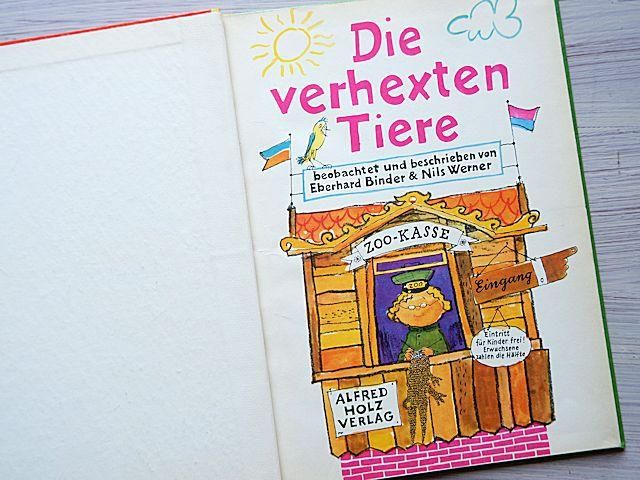 Die
verhexten
Tiere
beobachtet und beschrieben von
Eberhard Binder & Nils Werner
ZOO-KASSE
ZOO
Eingang
Eintritt
für Kinder frei!
Erwachsene
zahlen die Hälfte
ALFRED
HOLZ
VERLAG